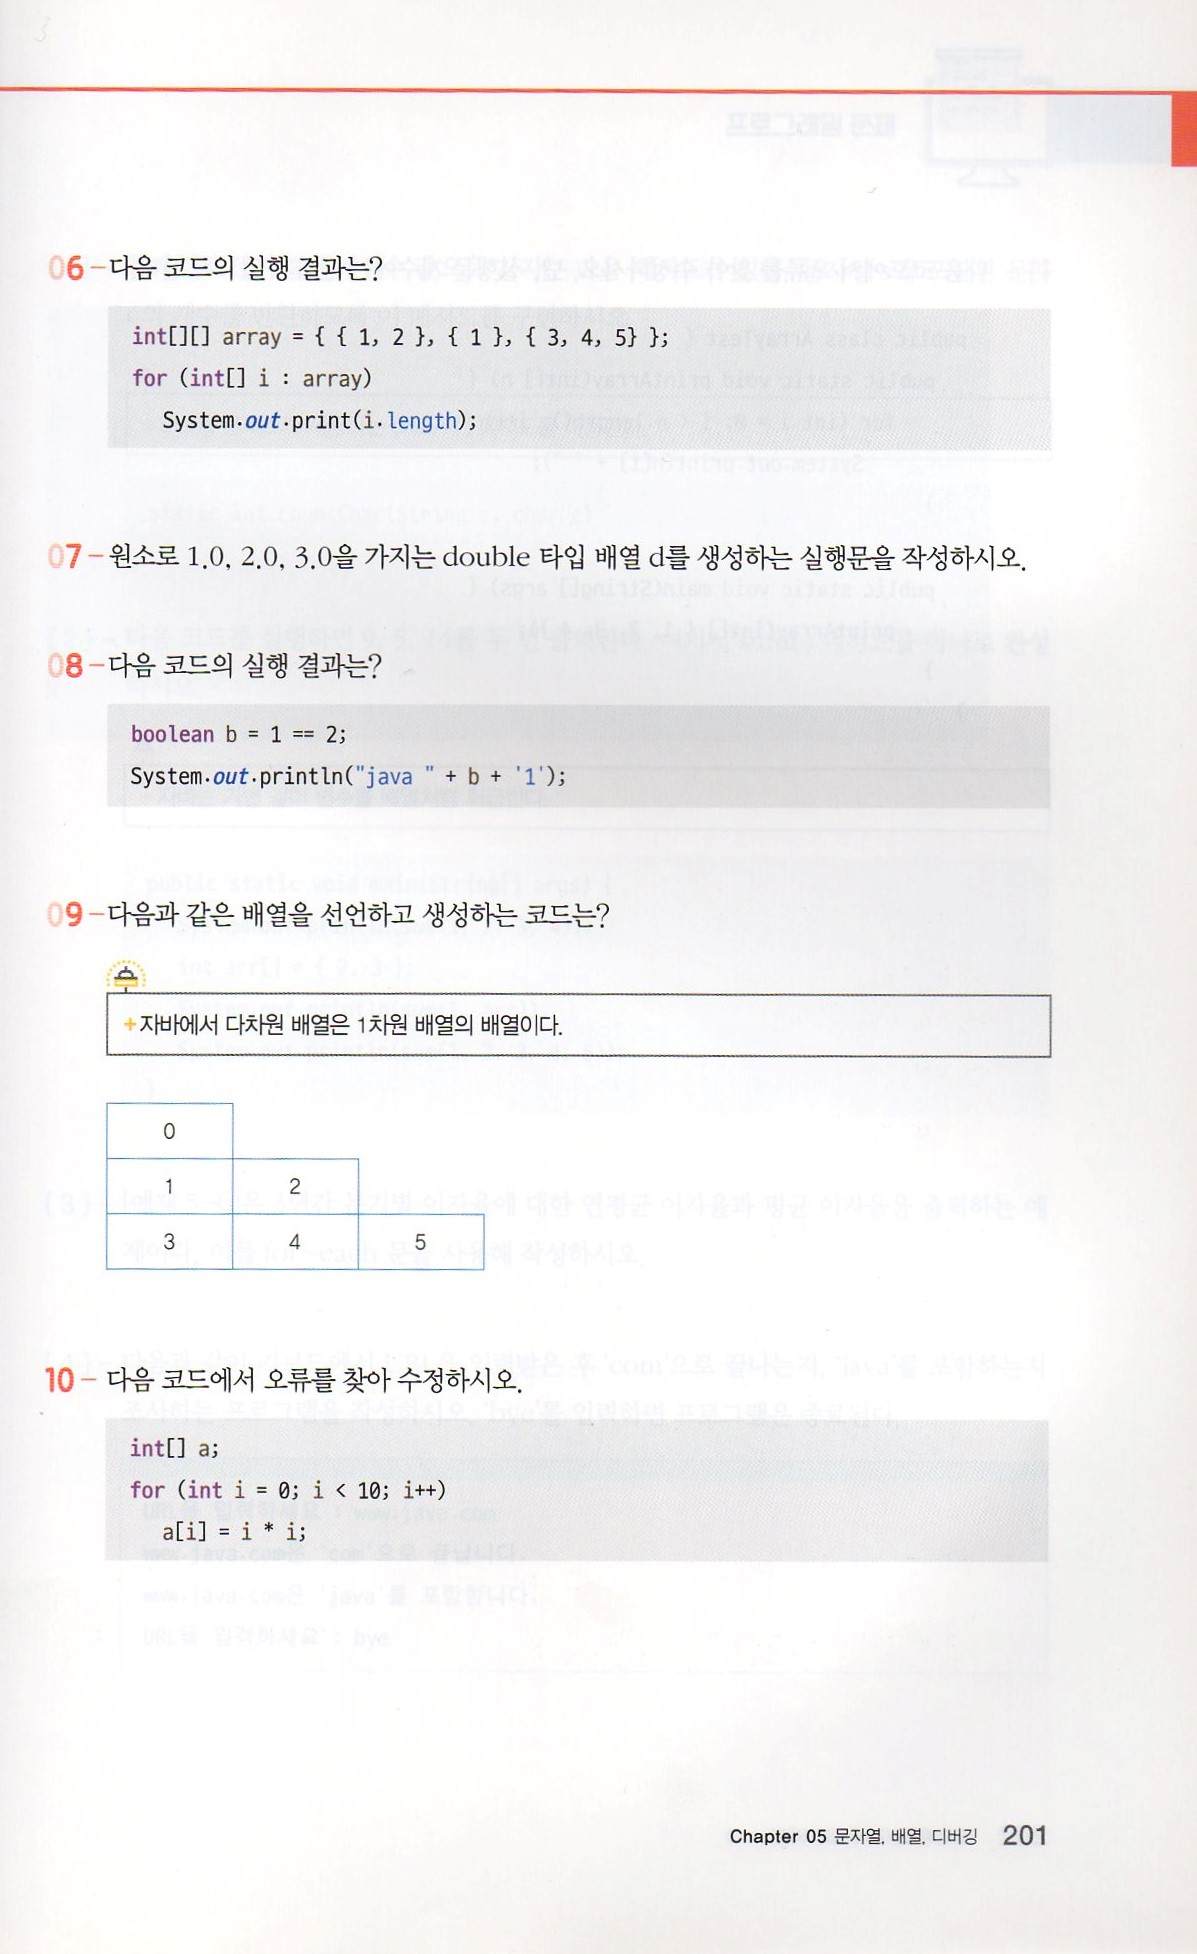 06 – 다음 코드의 실행 결과는?
int[][] array = { { 1, 2 }, { 1 }, { 3, 4, 5} };
for (int[] i : array)
System.out.print(i.length);
07 – 원소로 1.0, 2.0, 3.0을 가지는 double 타입 배열 d를 생성하는 실행문을 작성하시오.
08 – 다음 코드의 실행 결과는?
boolean b = 1 == 2;
System.out.println("java " + b + '1');
09 – 다음과 같은 배열을 선언하고 생성하는 코드는?
+ 자바에서 다차원 배열은 1차원 배열의 배열이다.
0
1 2
3 4 5
10 – 다음 코드에서 오류를 찾아 수정하시오.
int[] a;
for (int i = 0; i < 10; i++)
a[i] = i * i;
Chapter 05 문자열, 배열, 디버깅 201